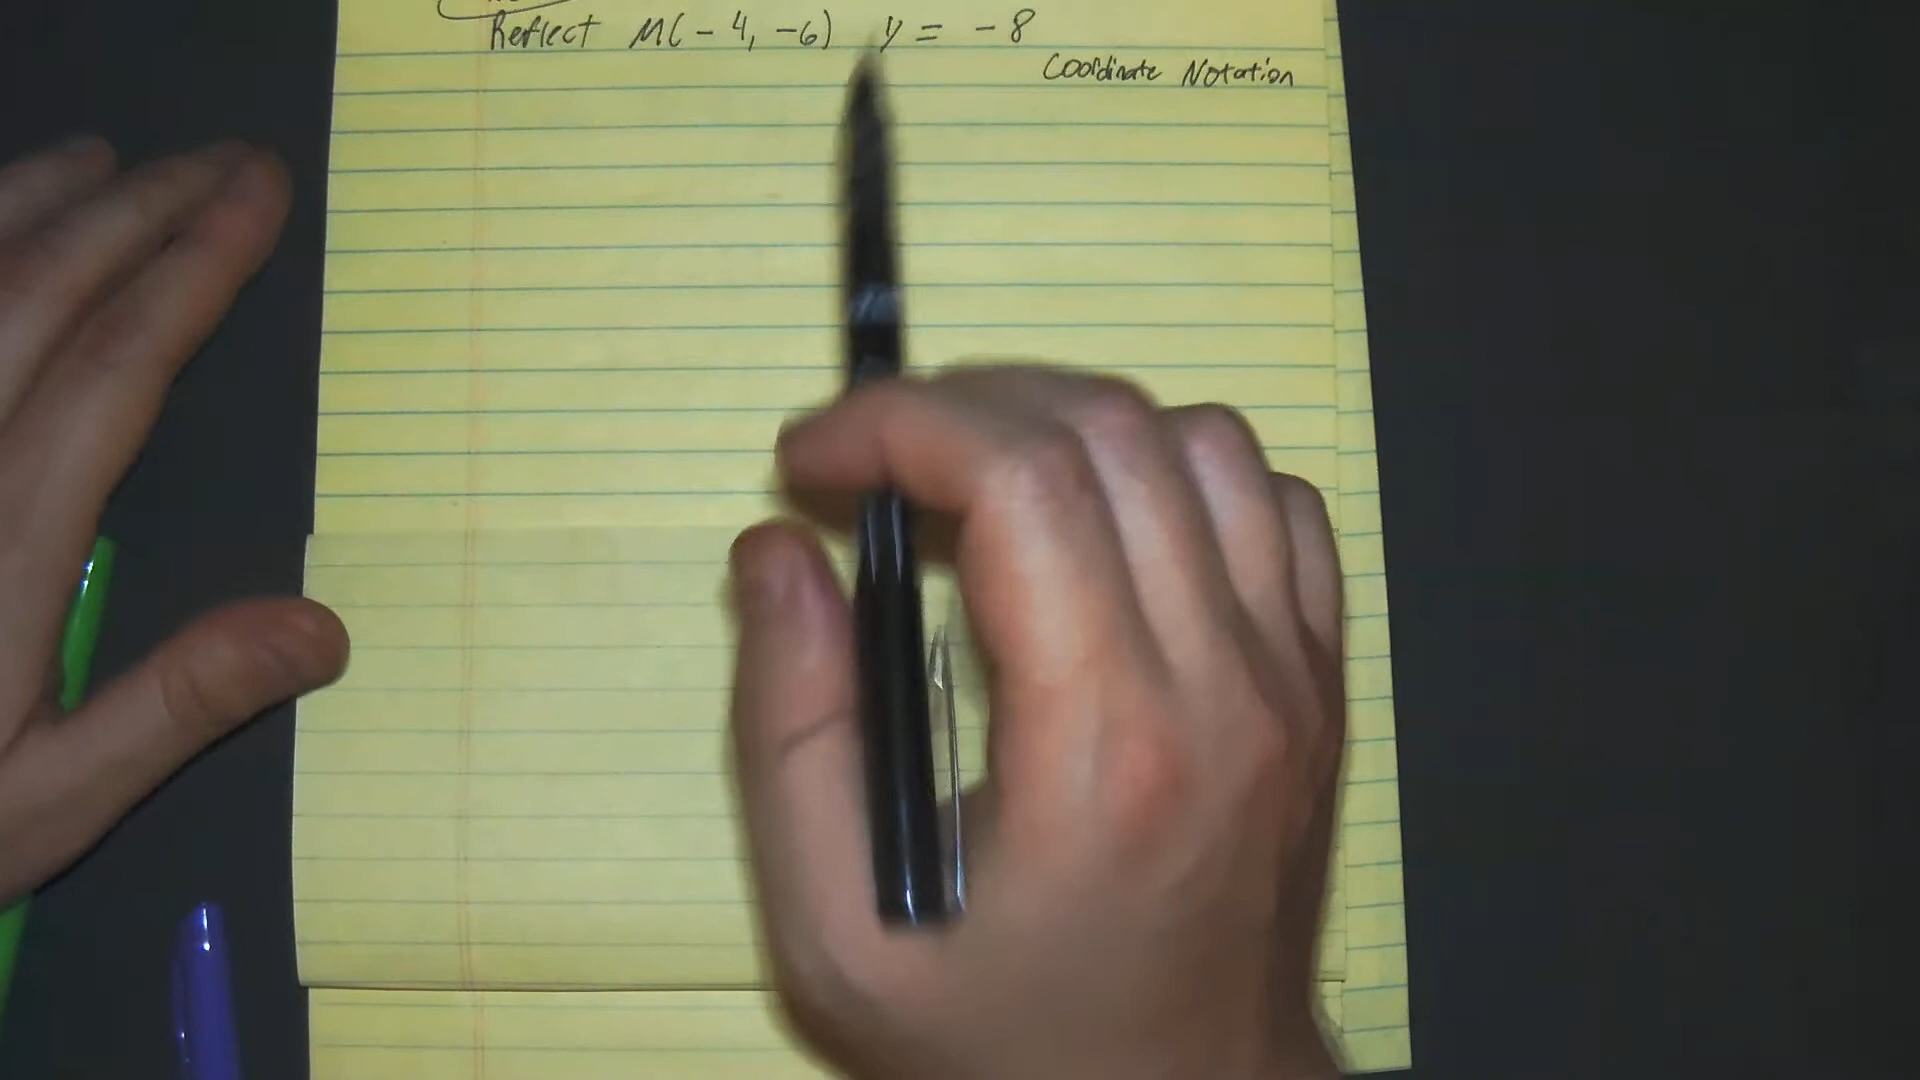 Reflect M(-4, -6) y = -8
Coordinate Notation